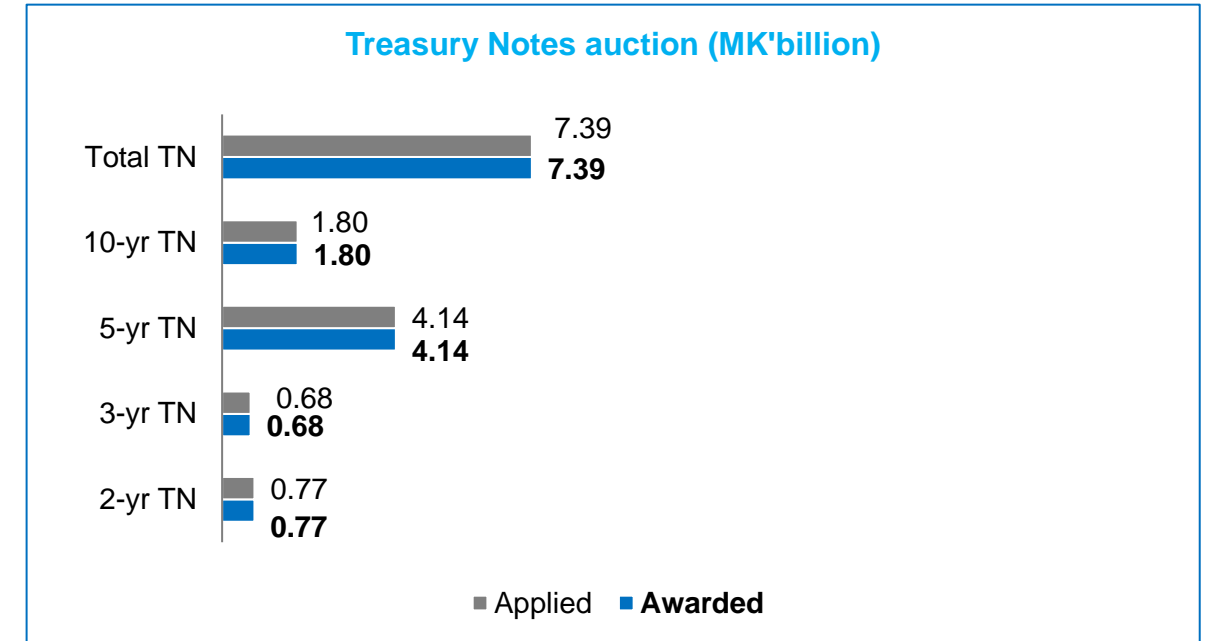 Treasury Notes auction (MK'billion)
Total TN
7.39
7.39
10-yr TN
1.80
1.80
5-yr TN
4.14
4.14
3-yr TN
0.68
0.68
2-yr TN
0.77
0.77
Applied Awarded